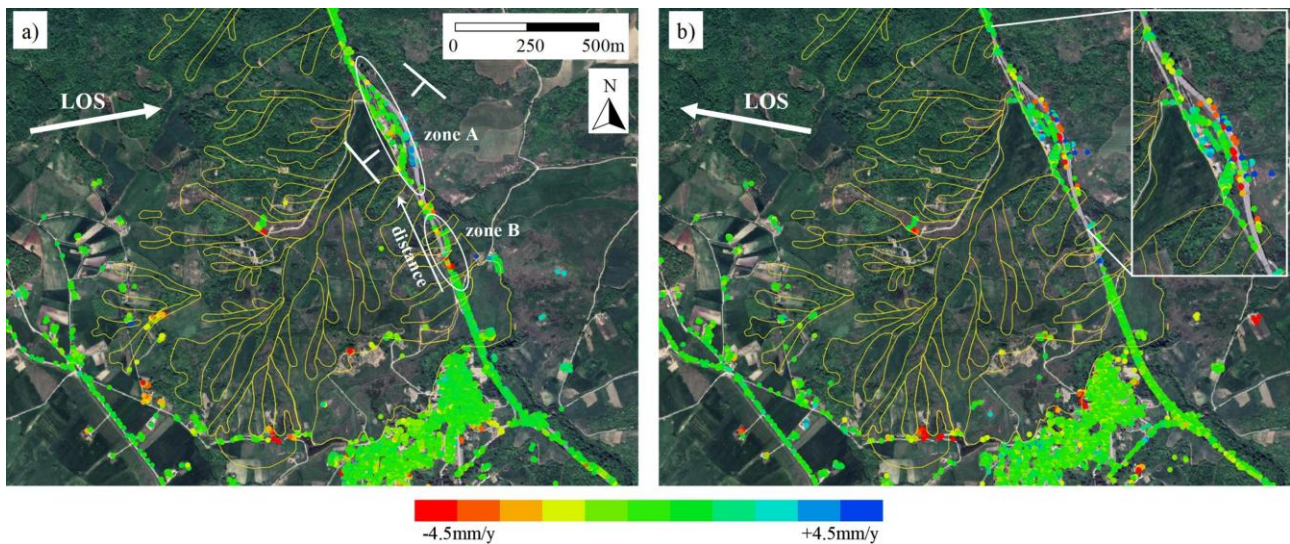 a)
0 250 500m
N
LOS
zone A
distance
zone B
b)
LOS
-4.5mm/y +4.5mm/y